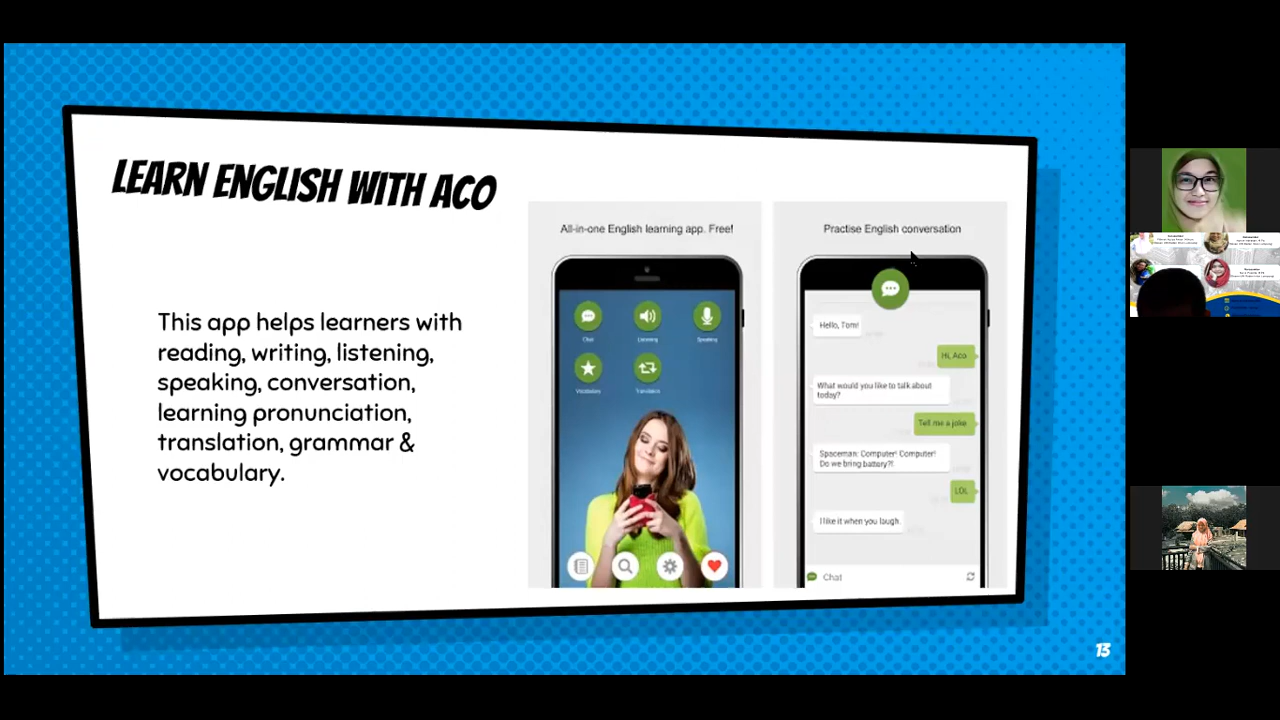 LEARN ENGLISH WITH ACO
This app helps learners with
reading, writing, listening,
speaking, conversation,
learning pronunciation,
translation, grammar &
vocabulary.
All-in-one English learning app. Free!
Chat
Listening
Speaking
Vocabulary
Translation
Practise English conversation
Hello, Tom!
Hi, Aco
What would you like to talk about
today?
Tell me a joke
Spaceman: Computer! Computer!
Do we bring battery?!
LOL
I like it when you laugh.
Chat
13